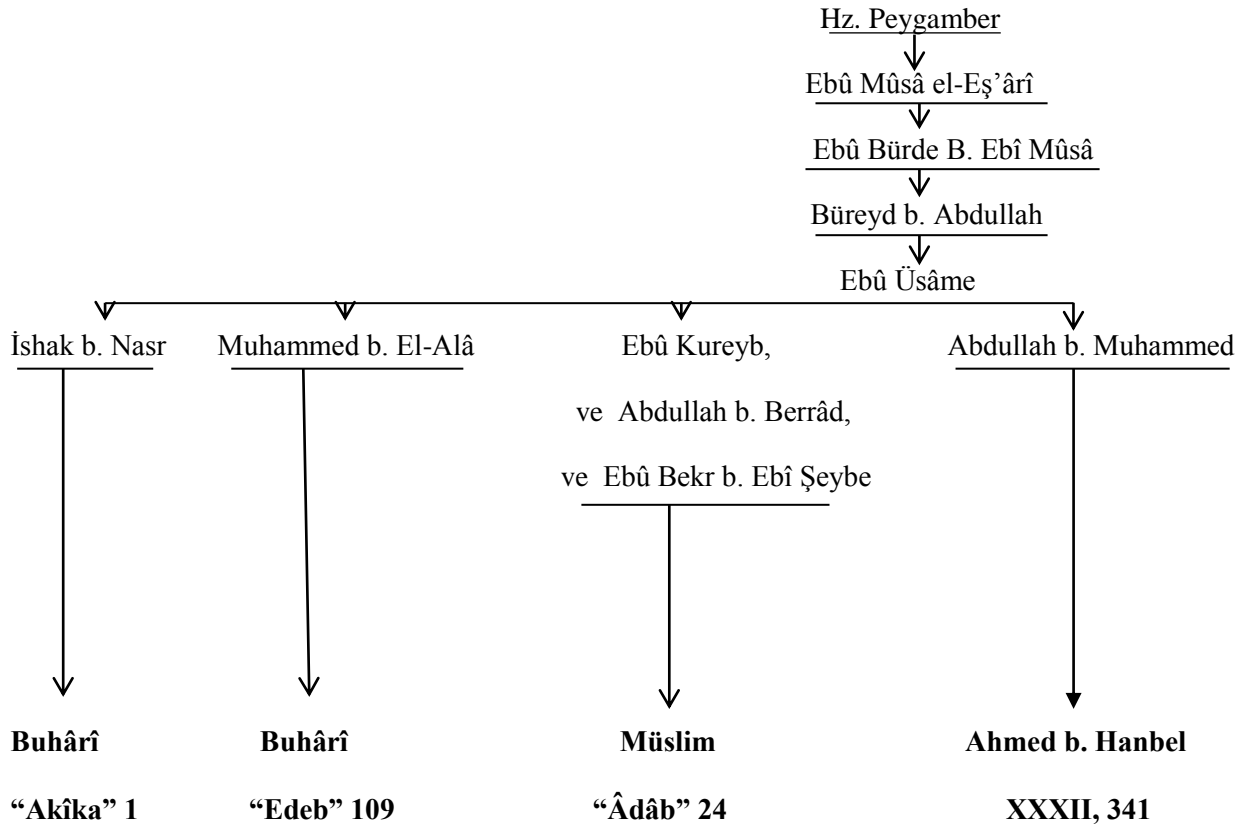 Hz. Peygamber
Ebû Mûsâ el-Eş’ârî
Ebû Bürde B. Ebî Mûsâ
Büreyd b. Abdullah
Ebû Üsâme
İshak b. Nasr Muhammed b. El-Alâ Ebû Kureyb, Abdullah b. Muhammed
ve Abdullah b. Berrâd,
ve Ebû Bekr b. Ebî Şeybe
Buhârî Buhârî Müslim Ahmed b. Hanbel
“Akîka” 1 “Edeb” 109 “Âdâb” 24 XXXII, 341